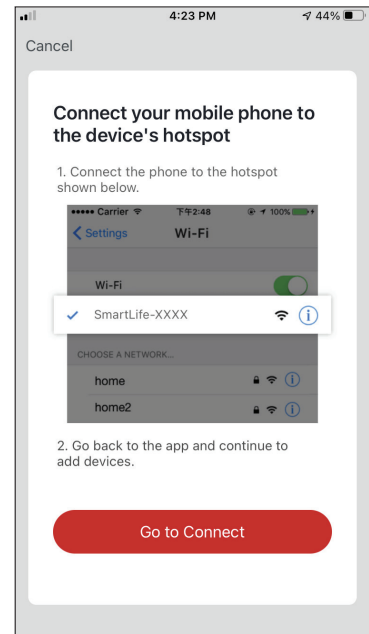 4:23 PM
44%
Cancel
Connect your mobile phone to
the device's hotspot
1. Connect the phone to the hotspot
shown below.
Carrier 下午2:48 100%
Settings Wi-Fi
Wi-Fi
SmartLife-XXXX
CHOOSE A NETWORK...
home
home2
2. Go back to the app and continue to
add devices.
Go to Connect